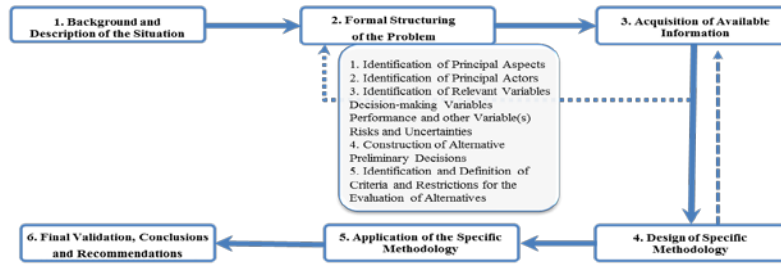 1. Background and
Description of the Situation
2. Formal Structuring
of the Problem
3. Acquisition of Available
Information
1. Identification of Principal Aspects
2. Identification of Principal Actors
3. Identification of Relevant Variables
Decision-making Variables
Performance and other Variable(s)
Risks and Uncertainties
4. Construction of Alternative
Preliminary Decisions
5. Identification and Definition of
Criteria and Restrictions for the
Evaluation of Alternatives
6. Final Validation, Conclusions
and Recommendations
5. Application of the Specific
Methodology
4. Design of Specific
Methodology